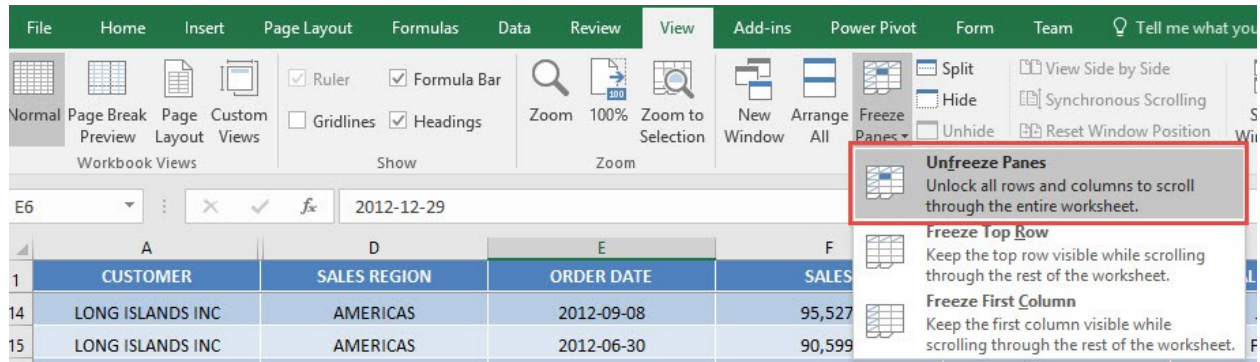 File Home Insert Page Layout Formulas Data Review View Add-ins Power Pivot Form Team Tell me what you
Ruler Formula Bar Split View Side by Side
Hide Synchronous Scrolling
Normal Page Break Page Custom Gridlines Headings Zoom 100% Zoom to New Arrange Freeze
Preview Layout Views Selection Window All Panes Unhide Reset Window Position
Workbook Views Show Zoom
Unfreeze Panes
Unlock all rows and columns to scroll
through the entire worksheet.
Freeze Top Row
Keep the top row visible while scrolling
through the rest of the worksheet.
Freeze First Column
Keep the first column visible while
scrolling through the rest of the worksheet.
E6 fx 2012-12-29
A D E F
1 CUSTOMER SALES REGION ORDER DATE SALES
14 LONG ISLANDS INC AMERICAS 2012-09-08 95,527
15 LONG ISLANDS INC AMERICAS 2012-06-30 90,599